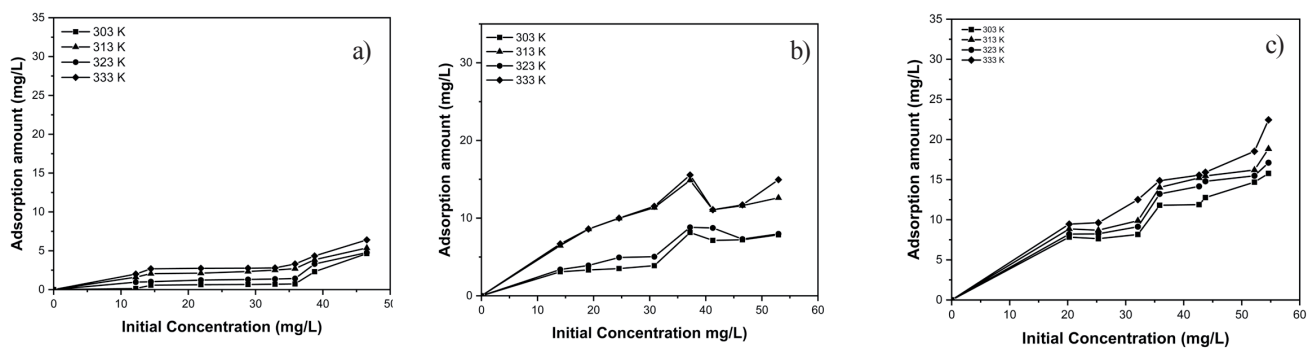 35
30
25
20
15
10
5
0
303 K
313 K
323 K
333 K
a)
Adsorption amount (mg/L)
0 10 20 30 40 50
Initial Concentration (mg/L)
30
20
10
0
303 K
313 K
323 K
333 K
b)
Adsorption amount (mg/L)
0 10 20 30 40 50 60
Initial Concentration mg/L)
35
30
25
20
15
10
5
0
303 K
313 K
323 K
333 K
c)
Adsorption amount (mg/L)
0 10 20 30 40 50 60
Initial Concentration (mg/L)